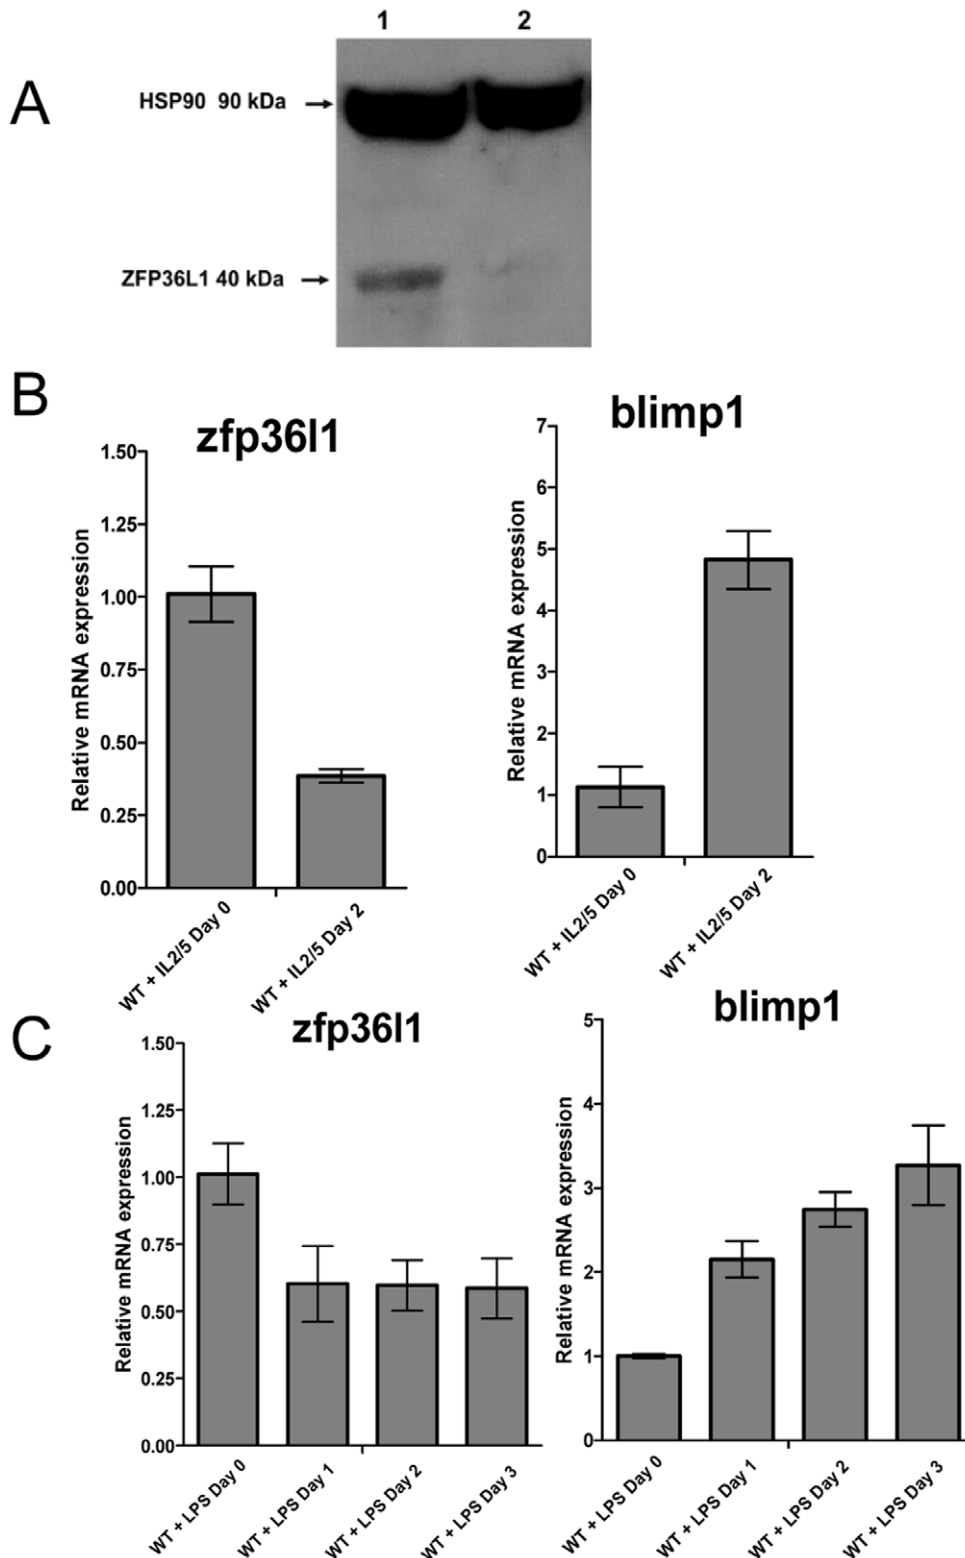 1 2
A
HSP90 90 kDa
ZFP36L1 40 kDa
B
zfp36l1
Relative mRNA expression
1.50
1.25
1.00
0.75
0.50
0.25
0.00
WT + IL2/5 Day 0
WT + IL2/5 Day 2
blimp1
Relative mRNA expression
7
6
5
4
3
2
1
0
WT + IL2/5 Day 0
WT + IL2/5 Day 2
C
zfp36l1
Relative mRNA expression
1.50
1.25
1.00
0.75
0.50
0.25
0.00
WT + LPS Day 0
WT + LPS Day 1
WT + LPS Day 2
WT + LPS Day 3
blimp1
Relative mRNA expression
5
4
3
2
1
0
WT + LPS Day 0
WT + LPS Day 1
WT + LPS Day 2
WT + LPS Day 3